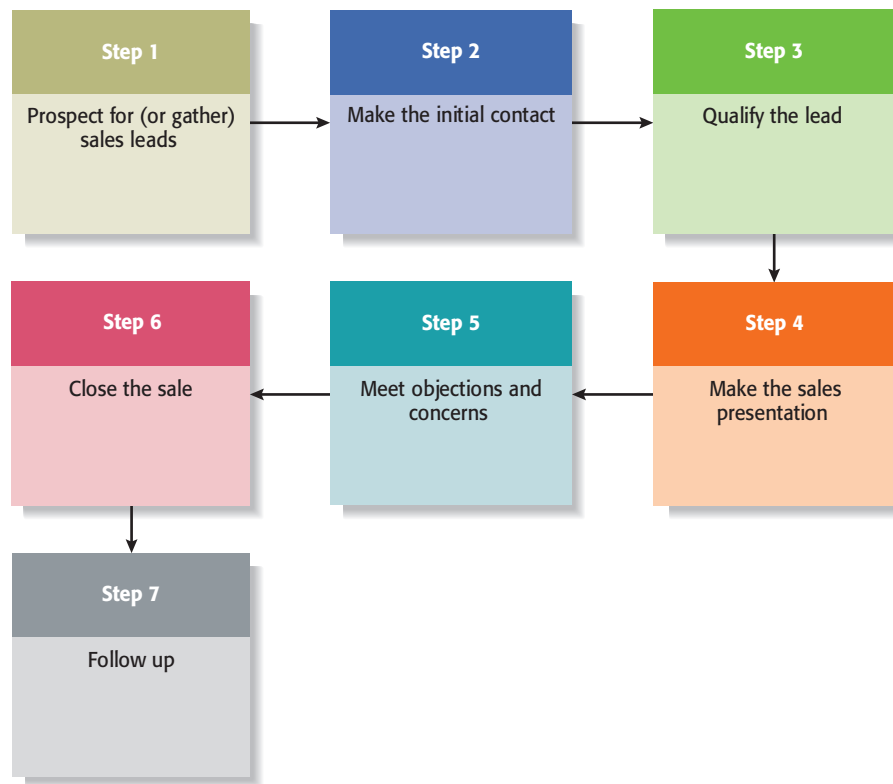 Step 1
Prospect for (or gather)
sales leads
Step 2
Make the initial contact
Step 3
Qualify the lead
Step 4
Make the sales
presentation
Step 5
Meet objections and
concerns
Step 6
Close the sale
Step 7
Follow up